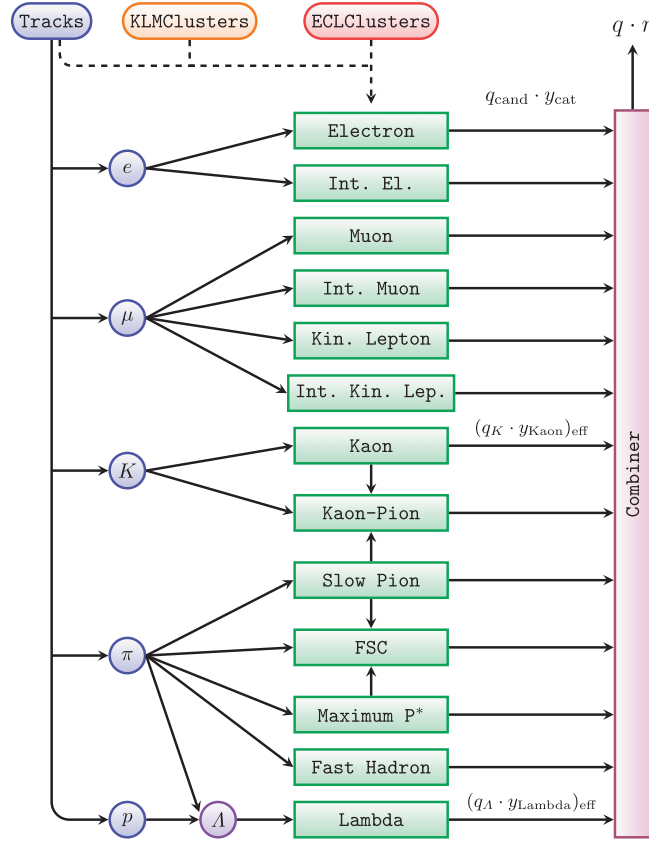 Tracks KLMClusters ECLClusters
q · r
q_cand · y_cat
Electron
e
Int. El.
Muon
Int. Muon
μ
Kin. Lepton
Int. Kin. Lep.
(q_K · y_Kaon)_eff
Kaon
K
Kaon-Pion
Combiner
Slow Pion
FSC
π
Maximum P*
Fast Hadron
(q_Λ · y_Lambda)_eff
p Λ Lambda